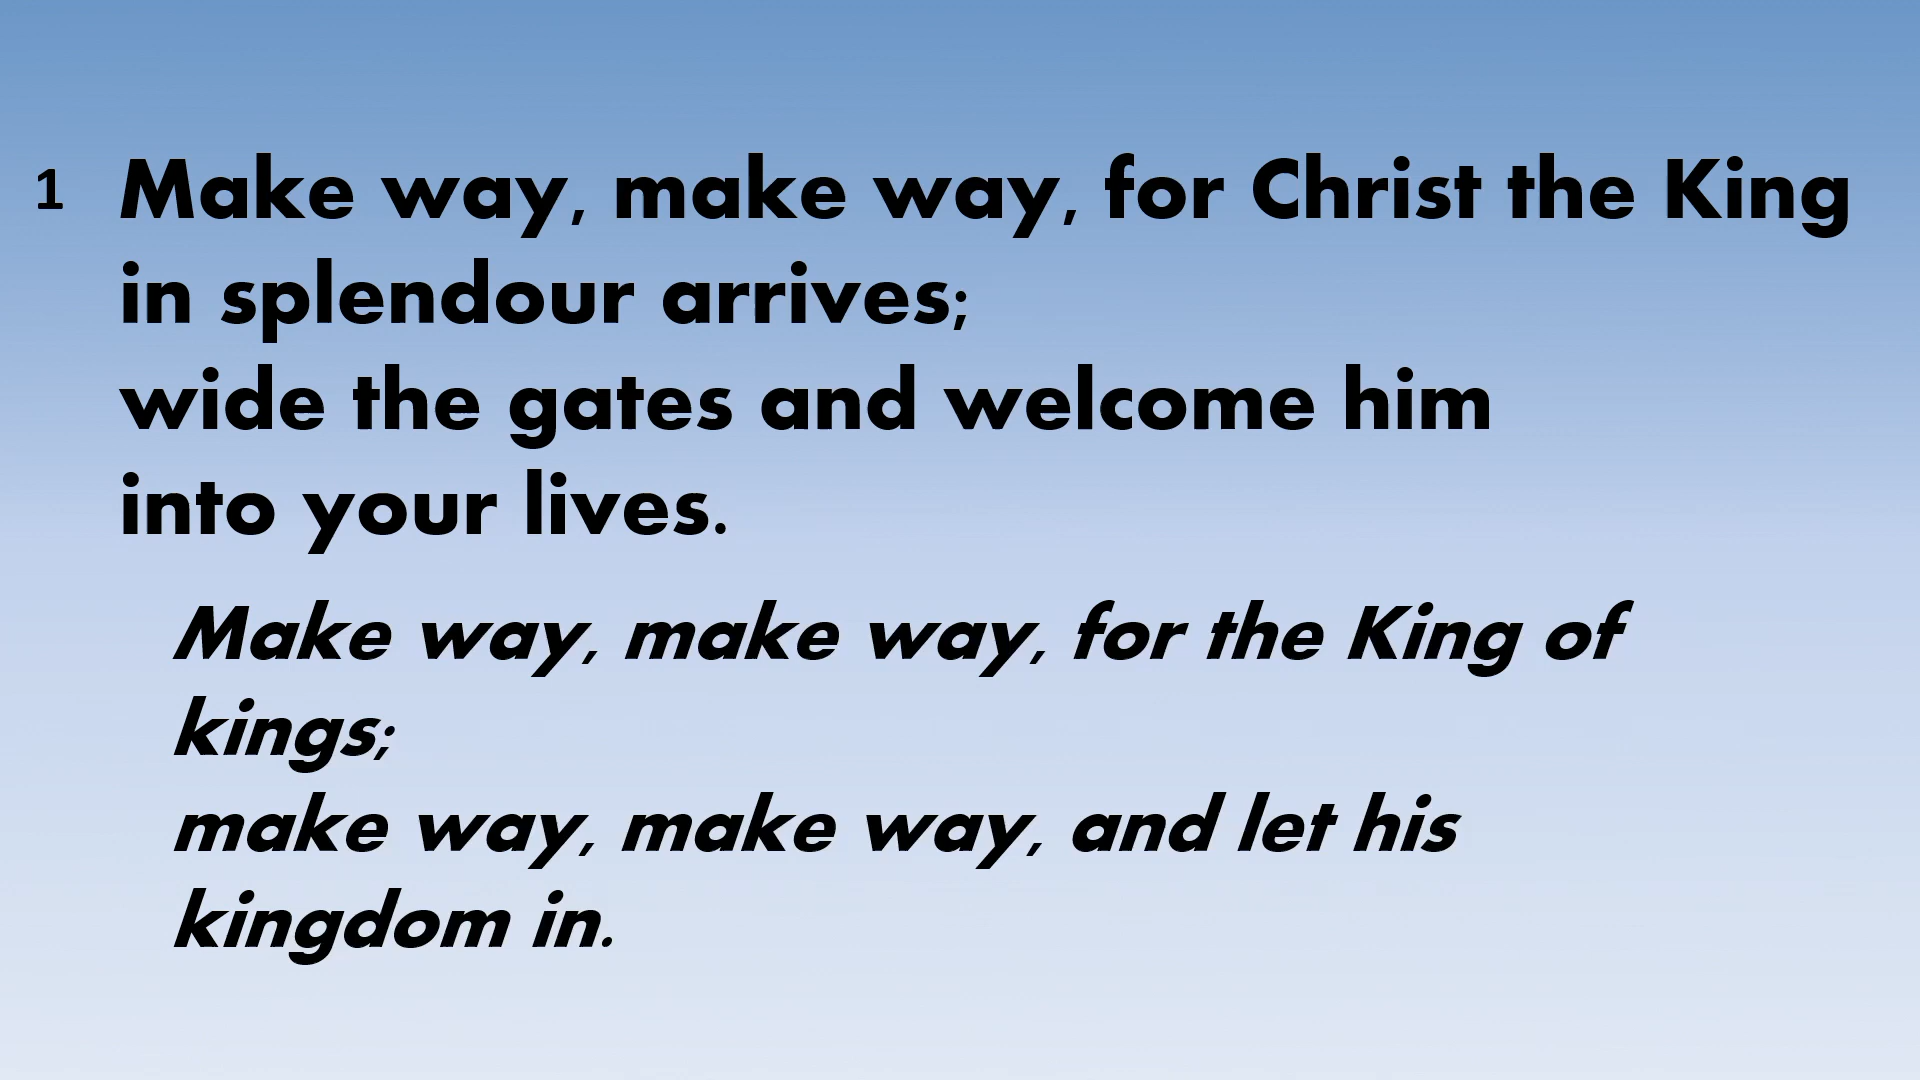 1 Make way, make way, for Christ the King
in splendour arrives;
wide the gates and welcome him
into your lives.
Make way, make way, for the King of
kings;
make way, make way, and let his
kingdom in.